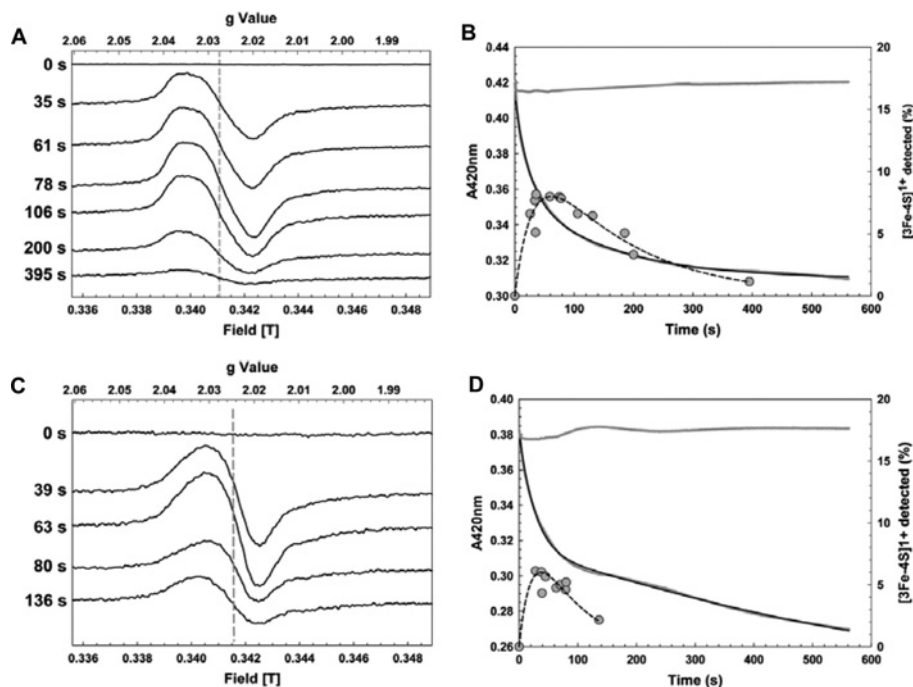 g Value
A
2.06 2.05 2.04 2.03 2.02 2.01 2.00 1.99
0 s
35 s
61 s
78 s
106 s
200 s
395 s
0.336 0.338 0.340 0.342 0.344 0.346 0.348
Field [T]
B
0.44 20
0.42
0.40 15
0.38
0.36 10
0.34
0.32 5
0.30 0
A420nm
[3Fe-4S]1+ detected (%)
0 100 200 300 400 500 600
Time (s)
g Value
C
2.06 2.05 2.04 2.03 2.02 2.01 2.00 1.99
0 s
39 s
63 s
80 s
136 s
0.336 0.338 0.340 0.342 0.344 0.346 0.348
Field [T]
D
0.40 20
0.38
0.36 15
0.34
0.32 10
0.30 5
0.28
0.26 0
A420nm
[3Fe-4S]1+ detected (%)
0 100 200 300 400 500 600
Time (s)